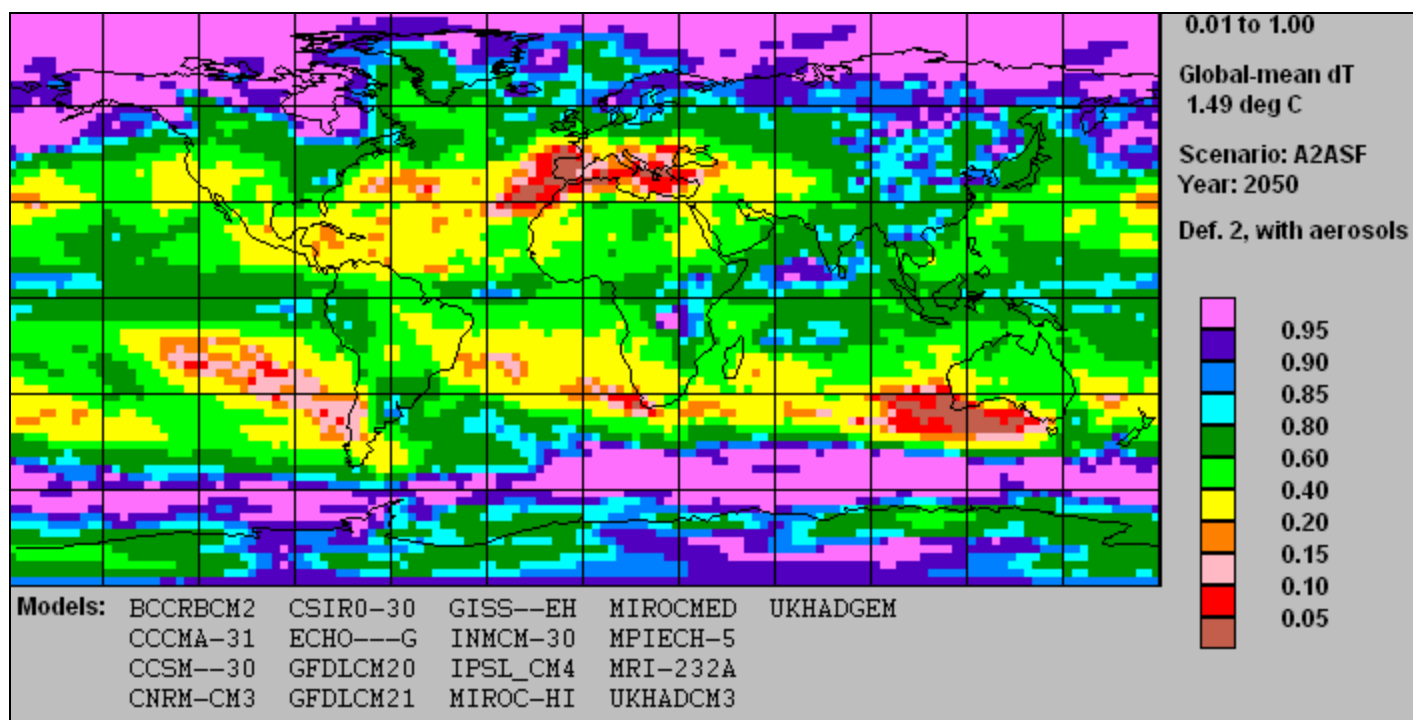 0.01 to 1.00
Global-mean dT
1.49 deg C
Scenario: A2ASF
Year: 2050
Def. 2, with aerosols
0.95
0.90
0.85
0.80
0.60
0.40
0.20
0.15
0.10
0.05
Models: BCCRBCM2 CSIRO-30 GISS--EH MIROCMED UKHADGEM
CCCMA-31 ECHO---G INMCM-30 MPIECH-5
CCSM--30 GFDLCM20 IPSL_CM4 MRI-232A
CNRM-CM3 GFDLCM21 MIROC-HI UKHADCM3